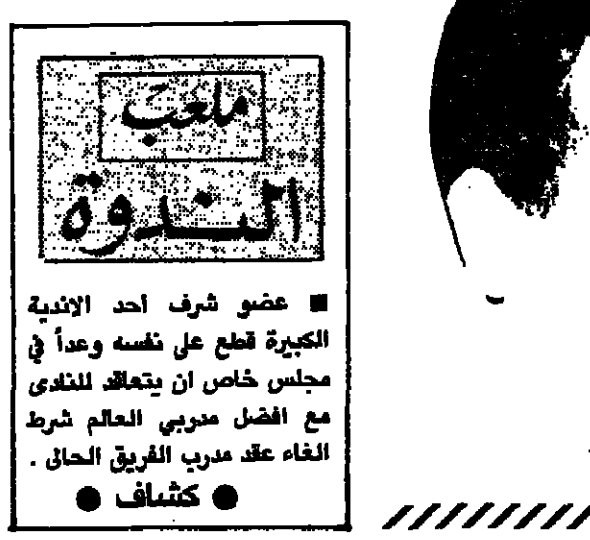 ملعب
الندوة
■ عضو شرف أحد الاندية
الكبيرة قطع على نفسه وعداً في
مجلس خاص ان يتعاقد للنادى
مع افضل مدربي العالم شرط
الغاء عقد مدرب الفريق الحالى .
● كشاف ●